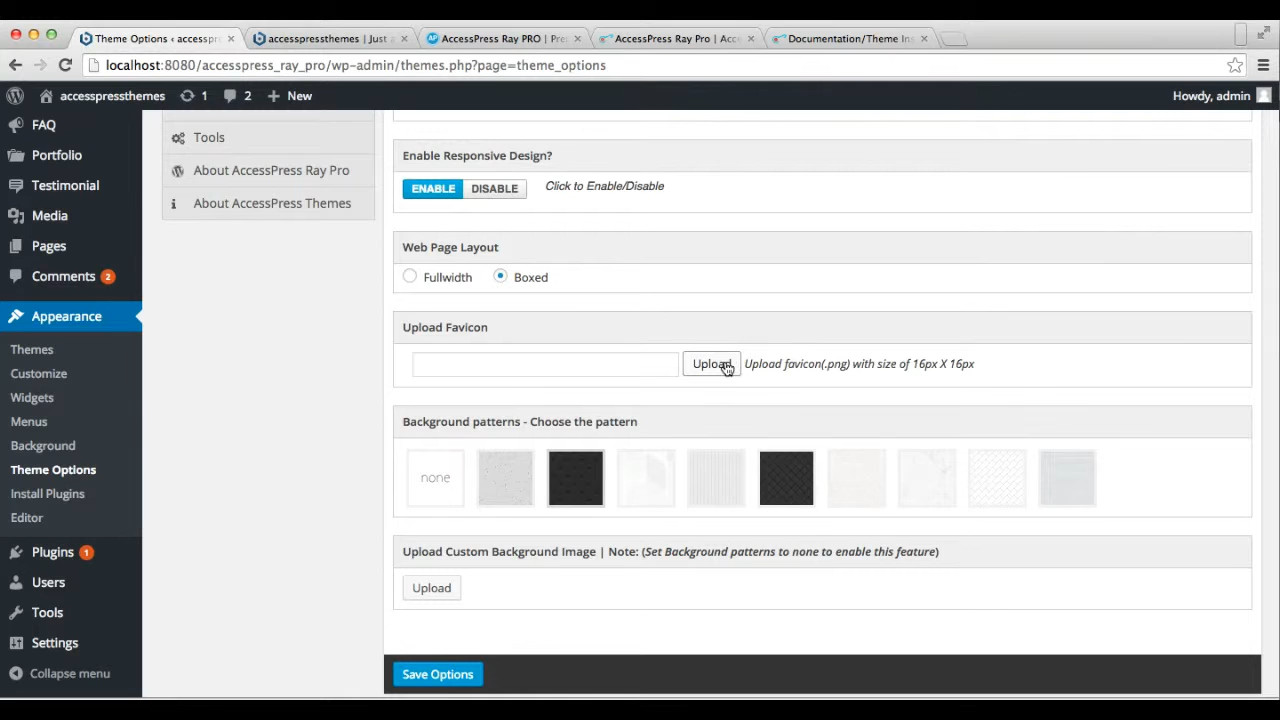 Theme Options ‹ accesspr
accesspressthemes | Just
AccessPress Ray PRO | Pre
AccessPress Ray Pro | Acce
Documentation/Theme Ins
localhost:8080/accesspress_ray_pro/wp-admin/themes.php?page=theme_options
accesspressthemes 1 2 New Howdy, admin
FAQ
Portfolio
Testimonial
Media
Pages
Comments 2
Appearance
Themes
Customize
Widgets
Menus
Background
Theme Options
Install Plugins
Editor
Plugins 1
Users
Tools
Settings
Collapse menu
Tools
About AccessPress Ray Pro
About AccessPress Themes
Enable Responsive Design?
ENABLE DISABLE Click to Enable/Disable
Web Page Layout
Fullwidth Boxed
Upload Favicon
Upload Upload favicon(.png) with size of 16px X 16px
Background patterns - Choose the pattern
none
Upload Custom Background Image | Note: (Set Background patterns to none to enable this feature)
Upload
Save Options